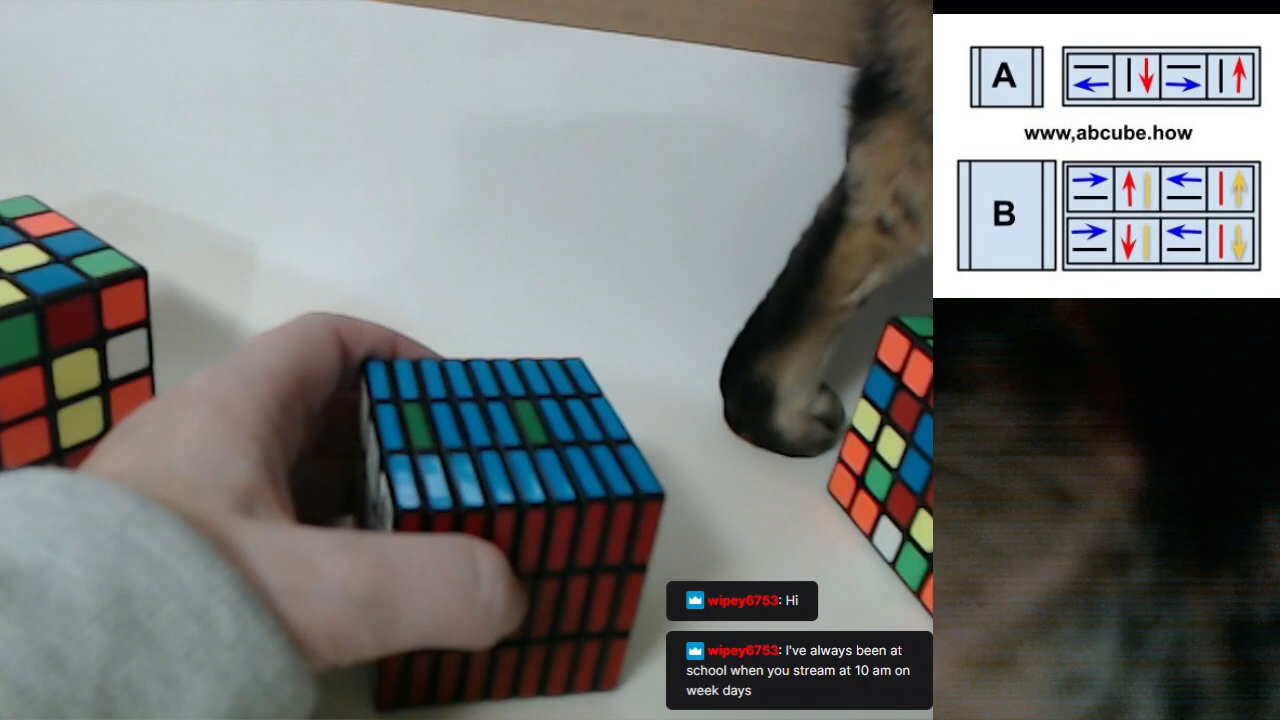 A
www,abcube.how
B
wipey6753: Hi
wipey6753: I've always been at
school when you stream at 10 am on
week days